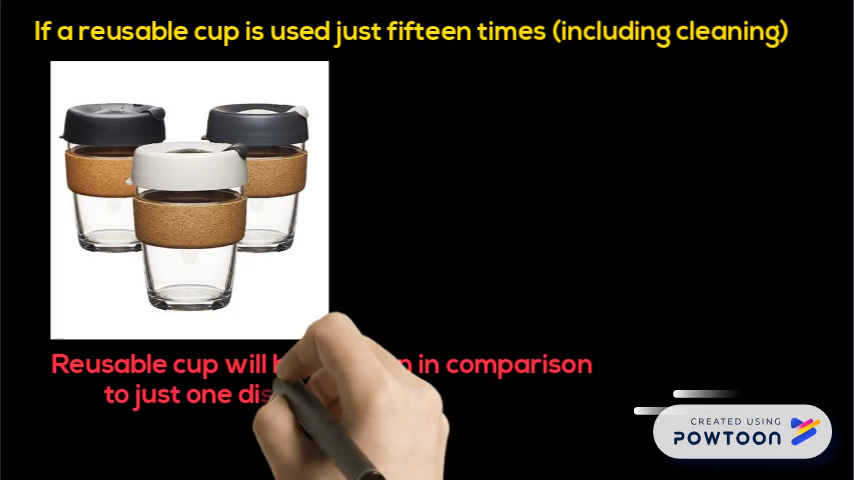 If a reusable cup is used just fifteen times (including cleaning)
Reusable cup will in comparison
to just one
CREATED USING
POWTOON